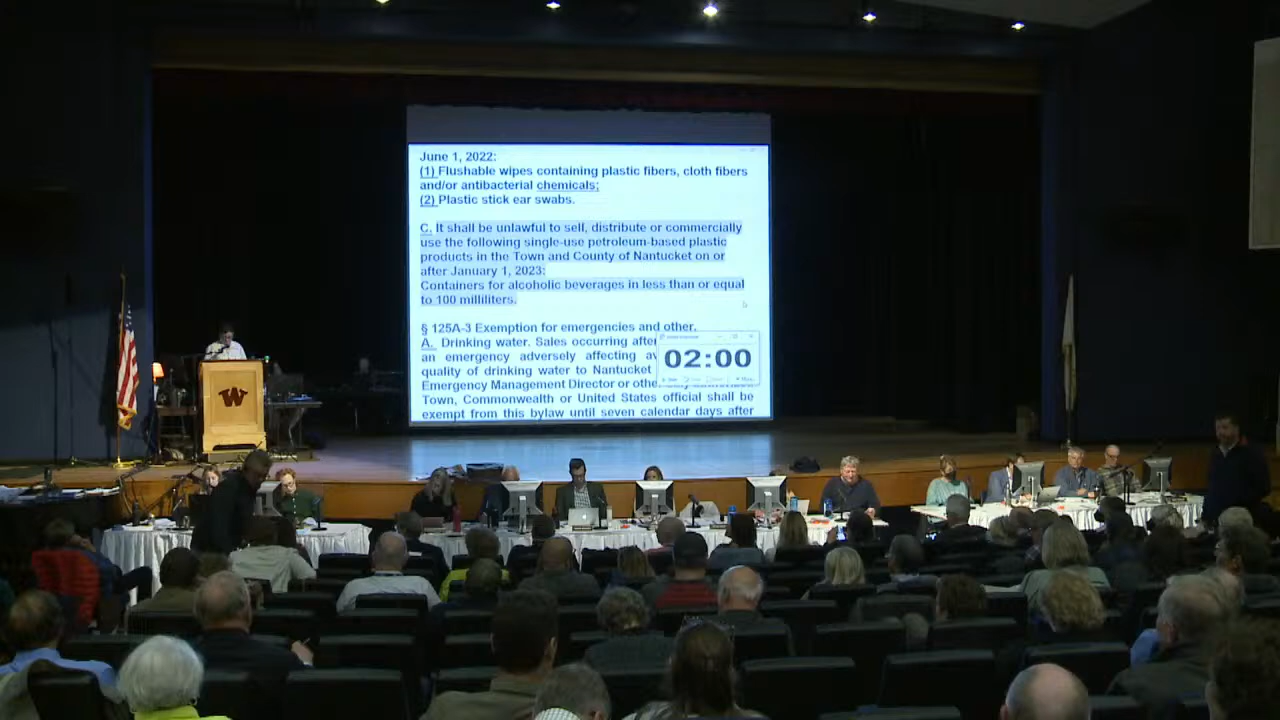 June 1, 2022:
(1) Flushable wipes containing plastic fibers, cloth fibers
and/or antibacterial chemicals;
(2) Plastic stick ear swabs.
C. It shall be unlawful to sell, distribute or commercially
use the following single-use petroleum-based plastic
products in the Town and County of Nantucket on or
after January 1, 2023:
Containers for alcoholic beverages in less than or equal
to 100 milliliters.
§ 125A-3 Exemption for emergencies and other.
A. Drinking water. Sales occurring
an emergency adversely affecting
quality of drinking water to Nantucket
Emergency Management Director or
Town, Commonwealth or United States official shall be
exempt from this bylaw until seven calendar days after
02:00
W